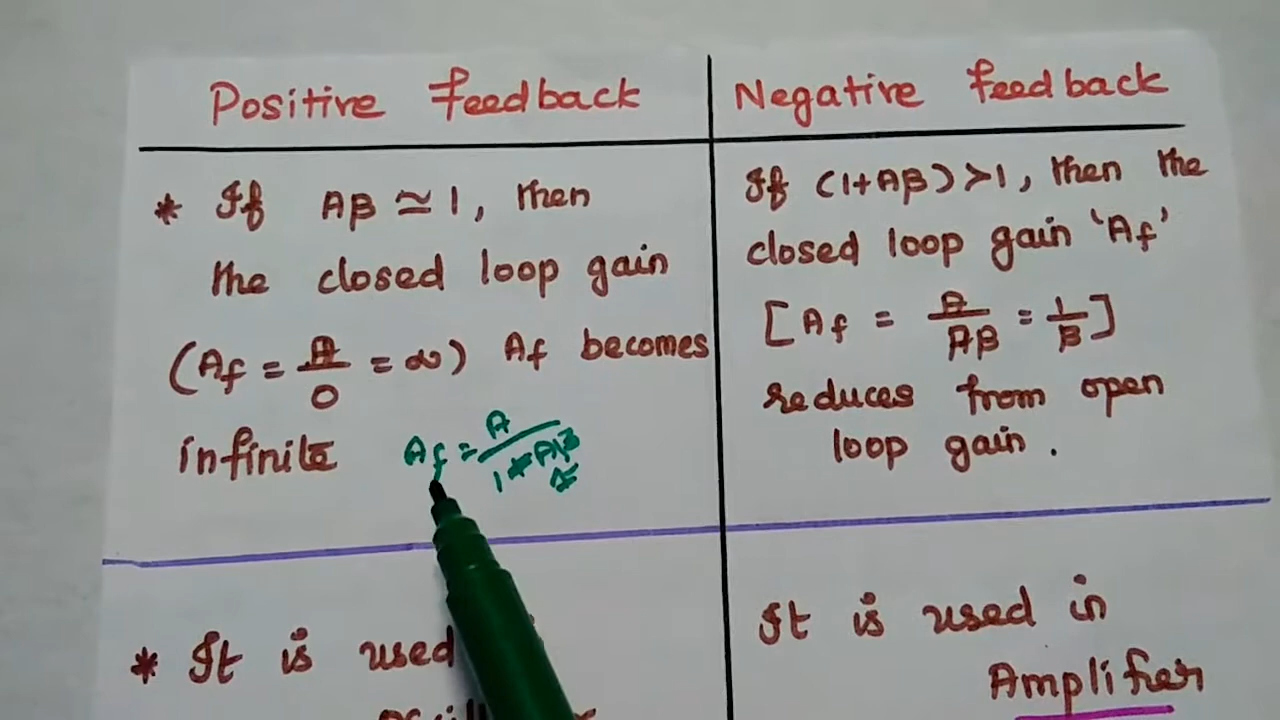 Positive feedback
* If Aβ ≃ 1, then
the closed loop gain
(Af = A/0 = ∞) Af becomes
infinite
Af = A
Negative feedback
If (1+Aβ)>1, then the
closed loop gain 'Af'
[Af = A/Aβ = 1/β]
reduces from open
loop gain.
* It is used
It is used in
Amplifier